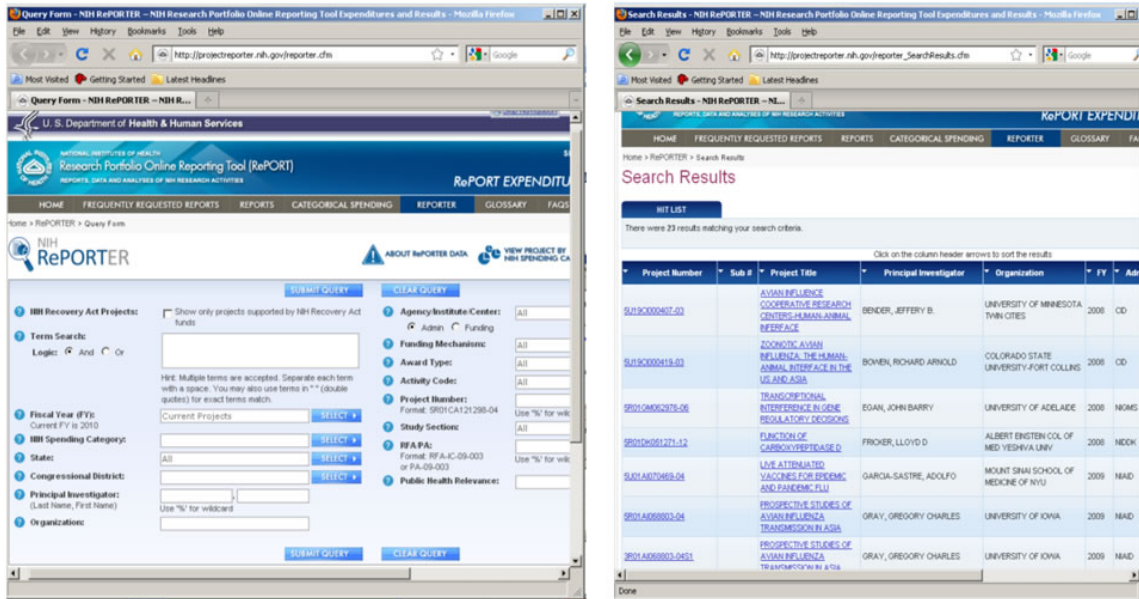 Query Form - NIH RePORTER – NIH Research Portfolio Online Reporting Tool Expenditures and Results - Mozilla Firefox
File Edit View History Bookmarks Tools Help
http://projectreporter.nih.gov/reporter.cfm
Google
Most Visited Getting Started Latest Headlines
Query Form - NIH RePORTER – NIH R...
U. S. Department of Health & Human Services
NATIONAL INSTITUTES OF HEALTH
Research Portfolio Online Reporting Tool (RePORT)
REPORTS, DATA AND ANALYSES OF NIH RESEARCH ACTIVITIES
RePORT EXPENDITU
HOME FREQUENTLY REQUESTED REPORTS REPORTS CATEGORICAL SPENDING REPORTER GLOSSARY FAQS
Home > RePORTER > Query Form
NIH
RePORTER
ABOUT RePORTER DATA
VIEW PROJECT BY
NIH SPENDING CA
SUBMIT QUERY CLEAR QUERY
NIH Recovery Act Projects:
Show only projects supported by NIH Recovery Act
funds
Term Search:
Logic: And Or
Hint: Multiple terms are accepted. Separate each term
with a space. You may also use terms in " " (double
quotes) for exact terms match.
Fiscal Year (FY): Current Projects SELECT
Current FY is 2010
NIH Spending Category: SELECT
State: All SELECT
Congressional District: SELECT
Principal Investigator: ,
(Last Name, First Name) Use '%' for wildcard
Organization:
Agency/Institute/Center: All
Admin Funding
Funding Mechanism: All
Award Type: All
Activity Code: All
Project Number:
Format: 5R01CA121298-04 Use '%' for wild
Study Section: All
RFA/PA:
Format: RFA-IC-09-003 Use '%' for wild
or PA-09-003
Public Health Relevance:
SUBMIT QUERY CLEAR QUERY
Search Results - NIH RePORTER – NIH Research Portfolio Online Reporting Tool Expenditures and Results - Mozilla Firefox
File Edit View History Bookmarks Tools Help
http://projectreporter.nih.gov/reporter_SearchResults.cfm
Google
Most Visited Getting Started Latest Headlines
Search Results - NIH RePORTER – NI...
REPORTS, DATA AND ANALYSES OF NIH RESEARCH ACTIVITIES
RePORT EXPENDIT
HOME FREQUENTLY REQUESTED REPORTS REPORTS CATEGORICAL SPENDING REPORTER GLOSSARY FA
Home > RePORTER > Search Results
Search Results
HIT LIST
There were 23 results matching your search criteria.
Click on the column header arrows to sort the results
Project Number Sub # Project Title Principal Investigator Organization FY Adm
5U19CI000407-03 AVIAN INFLUENCE COOPERATIVE RESEARCH CENTERS-HUMAN-ANIMAL INFERFACE BENDER, JEFFERY B. UNIVERSITY OF MINNESOTA TWIN CITIES 2008 CID
5U19CI000419-03 ZOONOTIC AVIAN INFLUENZA: THE HUMAN-ANIMAL INTERFACE IN THE US AND ASIA BOWEN, RICHARD ARNOLD COLORADO STATE UNIVERSITY-FORT COLLINS 2008 CID
5R01GM062976-06 TRANSCRIPTIONAL INTERFERENCE IN GENE REGULATORY DECISIONS EGAN, JOHN BARRY UNIVERSITY OF ADELAIDE 2008 NIGMS
5R01DK051271-12 FUNCTION OF CARBOXYPEPTIDASE D FRICKER, LLOYD D ALBERT EINSTEIN COL OF MED YESHIVA UNIV 2008 NIDDK
5U01AI070469-04 LIVE ATTENUATED VACCINES FOR EPIDEMIC AND PANDEMIC FLU GARCIA-SASTRE, ADOLFO MOUNT SINAI SCHOOL OF MEDICINE OF NYU 2009 NIAID
5R01AI068803-04 PROSPECTIVE STUDIES OF AVIAN INFLUENZA TRANSMISSION IN ASIA GRAY, GREGORY CHARLES UNIVERSITY OF IOWA 2009 NIAID
3R01AI068803-04S1 PROSPECTIVE STUDIES OF AVIAN INFLUENZA TRANSMISSION IN ASIA GRAY, GREGORY CHARLES UNIVERSITY OF IOWA 2009 NIAID
Done